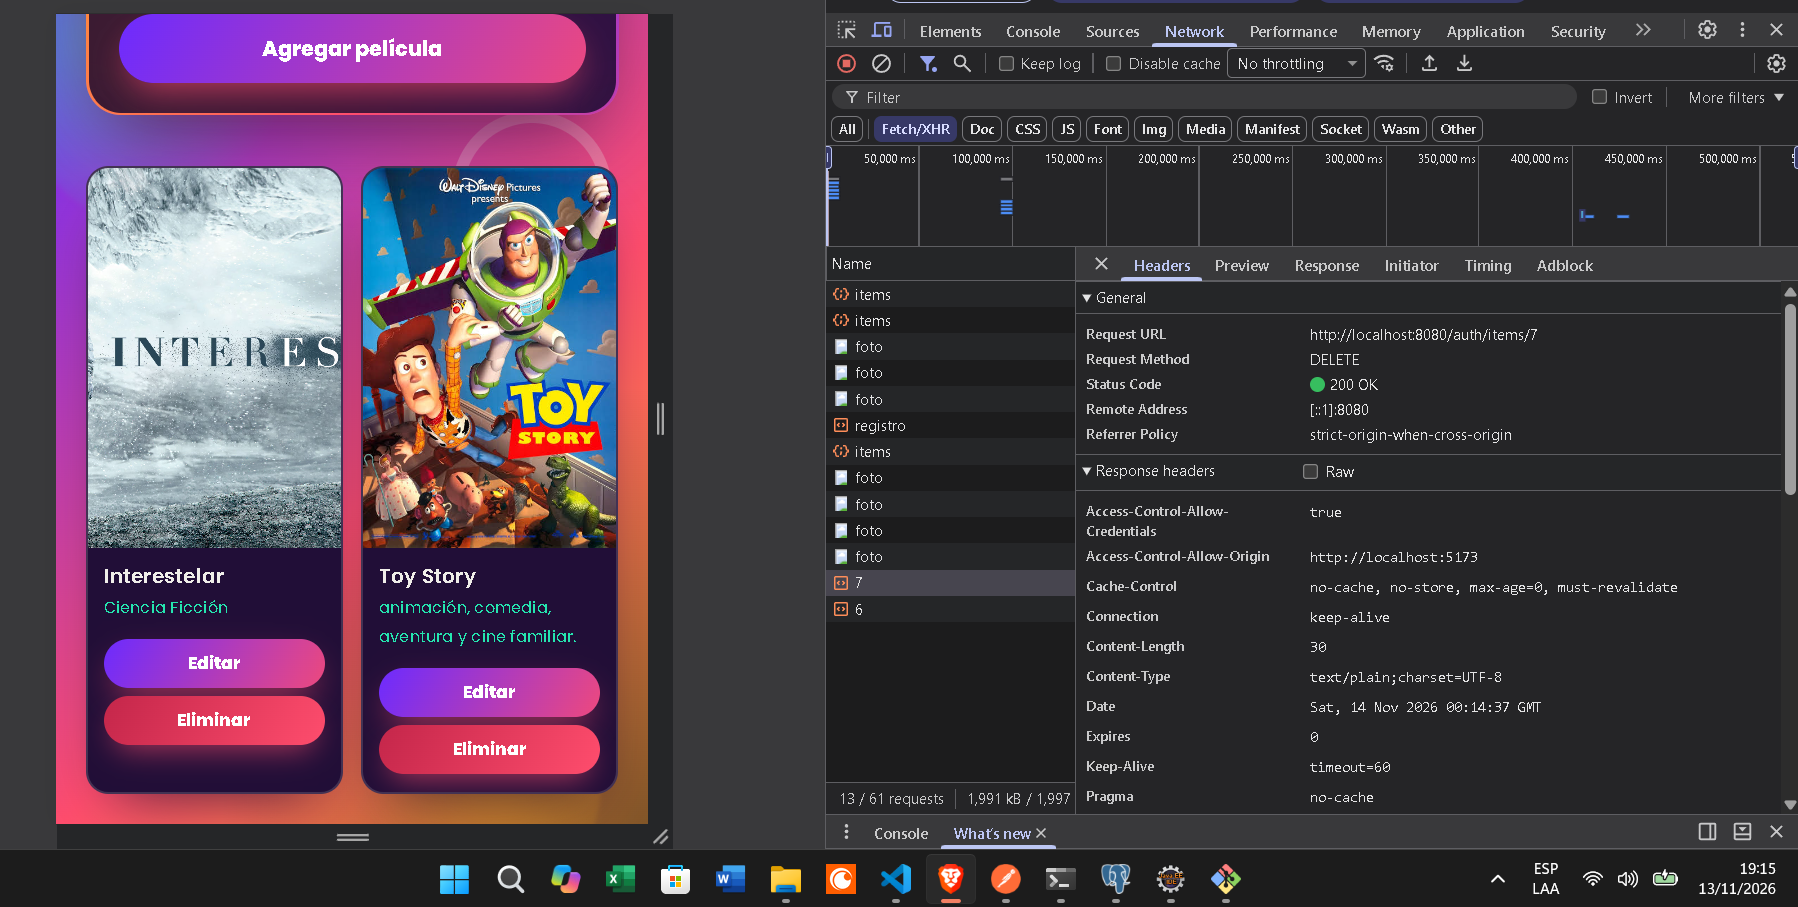 Agregar película
WALT DISNEY Pictures
presents
INTERES
TOY
STORY
Interestelar
Ciencia Ficción
Editar
Eliminar
Toy Story
animación, comedia,
aventura y cine familiar.
Editar
Eliminar
Elements Console Sources Network Performance Memory Application Security
Keep log Disable cache No throttling
Filter Invert More filters
All Fetch/XHR Doc CSS JS Font Img Media Manifest Socket Wasm Other
50,000 ms 100,000 ms 150,000 ms 200,000 ms 250,000 ms 300,000 ms 350,000 ms 400,000 ms 450,000 ms 500,000 ms
Name
items
items
foto
foto
foto
registro
items
foto
foto
foto
foto
7
6
13 / 61 requests 1,991 kB / 1,997
Headers Preview Response Initiator Timing Adblock
General
Request URL http://localhost:8080/auth/items/7
Request Method DELETE
Status Code 200 OK
Remote Address [::1]:8080
Referrer Policy strict-origin-when-cross-origin
Response headers Raw
Access-Control-Allow-Credentials true
Access-Control-Allow-Origin http://localhost:5173
Cache-Control no-cache, no-store, max-age=0, must-revalidate
Connection keep-alive
Content-Length 30
Content-Type text/plain;charset=UTF-8
Date Sat, 14 Nov 2026 00:14:37 GMT
Expires 0
Keep-Alive timeout=60
Pragma no-cache
Console What's new
ESP
LAA
19:15
13/11/2026